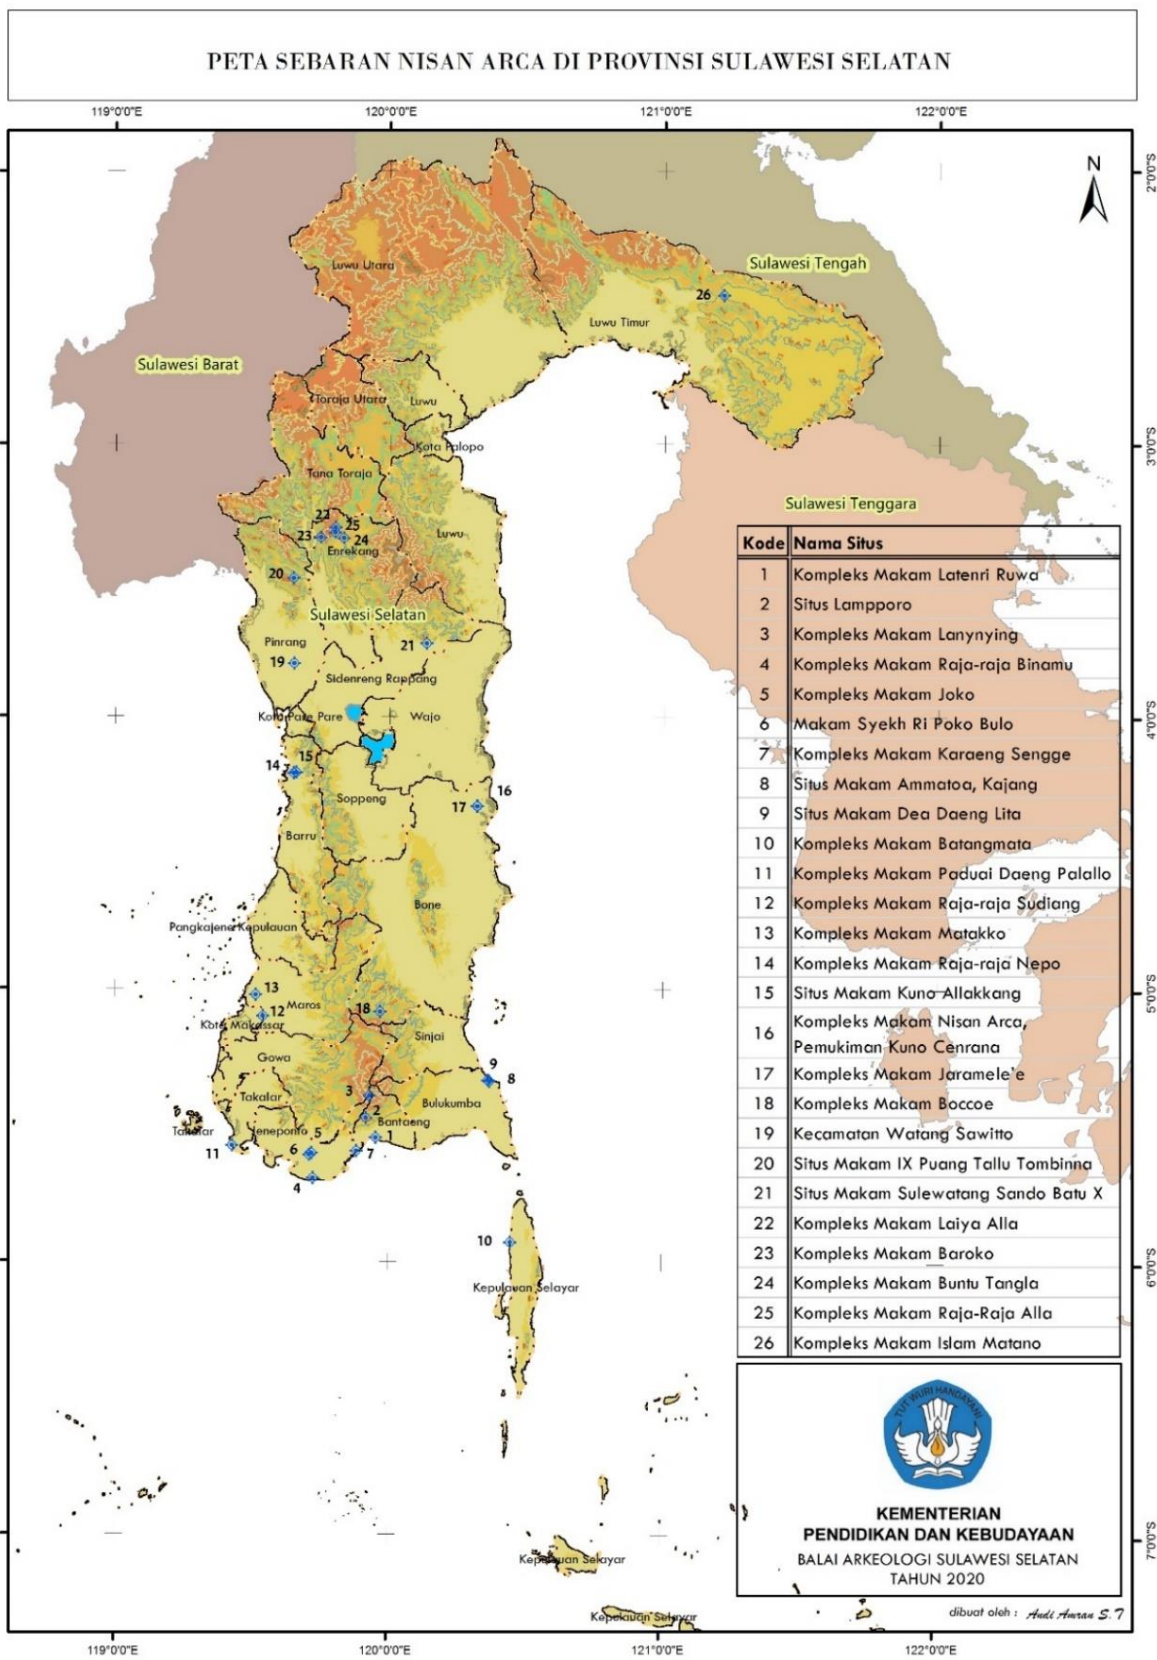 PETA SEBARAN NISAN ARCA DI PROVINSI SULAWESI SELATAN
119°0'0"E 120°0'0"E 121°0'0"E 122°0'0"E
N
2°0'0"S
Sulawesi Tengah
Luwu Utara
26
Luwu Timur
Sulawesi Barat
Toraja Utara
Luwu
3°0'0"S
Kota Palopo
Tana Toraja
Sulawesi Tenggara
22
25
23
24
Luwu
Enrekang
20
Sulawesi Selatan
Pinrang
21
19
Sidenreng Rappang
Kota Pare Pare
Wajo
4°0'0"S
15
14
16
Soppeng
17
Barru
Bone
Pangkajene Kepulauan
13
5°0'0"S
Maros
18
12
Kota Makassar
Sinjai
Gowa
9
8
3
Takalar
Bulukumba
2
Bantaeng
Takalar
Jeneponto
5
1
11
6
7
4
10
6°0'0"S
Kepulauan Selayar
7°0'0"S
Kepulauan Selayar
Kepulauan Selayar
Kode Nama Situs
1 Kompleks Makam Latenri Ruwa
2 Situs Lampporo
3 Kompleks Makam Lanynying
4 Kompleks Makam Raja-raja Binamu
5 Kompleks Makam Joko
6 Makam Syekh Ri Poko Bulo
7 Kompleks Makam Karaeng Sengge
8 Situs Makam Ammatoa, Kajang
9 Situs Makam Dea Daeng Lita
10 Kompleks Makam Batangmata
11 Kompleks Makam Paduai Daeng Palallo
12 Kompleks Makam Raja-raja Sudiang
13 Kompleks Makam Matakko
14 Kompleks Makam Raja-raja Nepo
15 Situs Makam Kuno Allakkang
16 Kompleks Makam Nisan Arca,
Pemukiman Kuno Cenrana
17 Kompleks Makam Jaramele'e
18 Kompleks Makam Boccoe
19 Kecamatan Watang Sawitto
20 Situs Makam IX Puang Tallu Tombinna
21 Situs Makam Sulewatang Sando Batu X
22 Kompleks Makam Laiya Alla
23 Kompleks Makam Baroko
24 Kompleks Makam Buntu Tangla
25 Kompleks Makam Raja-Raja Alla
26 Kompleks Makam Islam Matano
TUT WURI HANDAYANI
KEMENTERIAN
PENDIDIKAN DAN KEBUDAYAAN
BALAI ARKEOLOGI SULAWESI SELATAN
TAHUN 2020
dibuat oleh : Andi Amran S. T
119°0'0"E 120°0'0"E 121°0'0"E 122°0'0"E